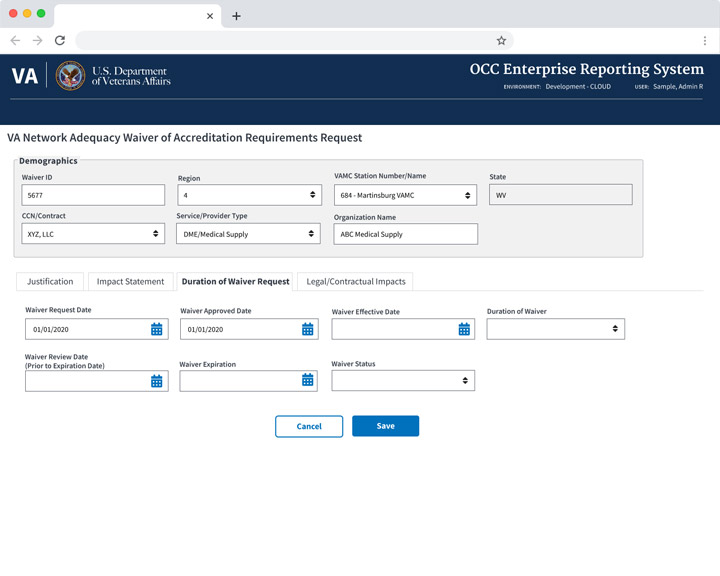 VA
U.S. Department
of Veterans Affairs
OCC Enterprise Reporting System
ENVIRONMENT: Development - CLOUD USER: Sample, Admin R
VA Network Adequacy Waiver of Accreditation Requirements Request
Demographics
Waiver ID Region VAMC Station Number/Name State
5677 4 684 - Martinsburg VAMC WV
CCN/Contract Service/Provider Type Organization Name
XYZ, LLC DME/Medical Supply ABC Medical Supply
Justification Impact Statement Duration of Waiver Request Legal/Contractual Impacts
Waiver Request Date Waiver Approved Date Waiver Effective Date Duration of Waiver
01/01/2020 01/01/2020
Waiver Review Date
(Prior to Expiration Date) Waiver Expiration Waiver Status
Cancel Save